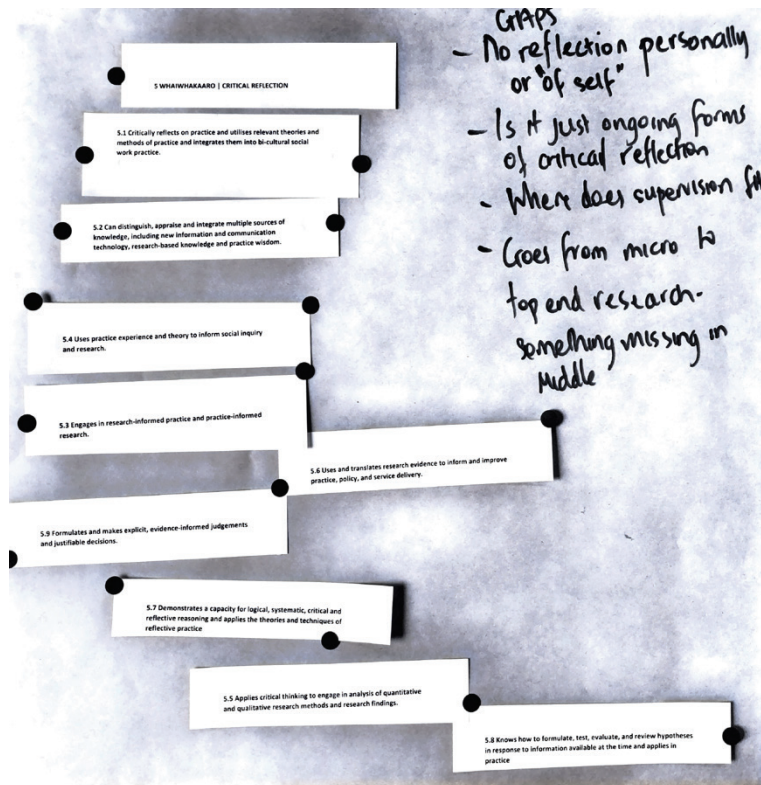 GAPS
- No reflection personally
or "of self"
- Is it just ongoing forms
of critical reflection
- Where does supervision
- Goes from micro to
top end research-
something missing in
Middle
5 WHAIWHAKAARO | CRITICAL REFLECTION
5.1 Critically reflects on practice and utilises relevant theories and
methods of practice and integrates them into bi-cultural social
work practice.
5.2 Can distinguish, appraise and integrate multiple sources of
knowledge, including new information and communication
technology, research-based knowledge and practice wisdom.
5.4 Uses practice experience and theory to inform social inquiry
and research.
5.3 Engages in research-informed practice and practice-informed
research.
5.6 Uses and translates research evidence to inform and improve
practice, policy, and service delivery.
5.9 Formulates and makes explicit, evidence-informed judgements
and justifiable decisions.
5.7 Demonstrates a capacity for logical, systematic, critical and
reflective reasoning and applies the theories and techniques of
reflective practice
5.5 Applies critical thinking to engage in analysis of quantitative
and qualitative research methods and research findings.
5.8 Knows how to formulate, test, evaluate, and review hypotheses
in response to information available at the time and applies in
practice